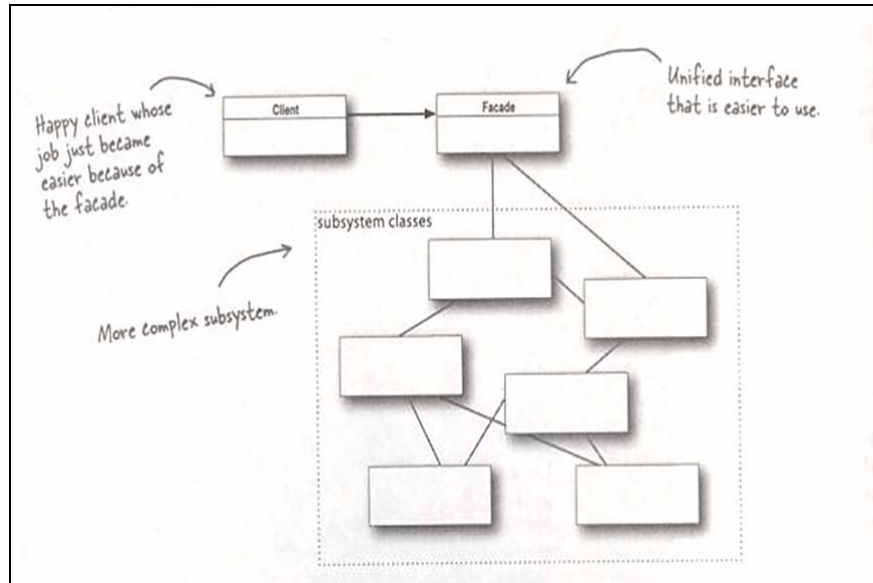 Client
Facade
Happy client whose
job just became
easier because of
the facade.
Unified interface
that is easier to use.
subsystem classes
More complex subsystem.